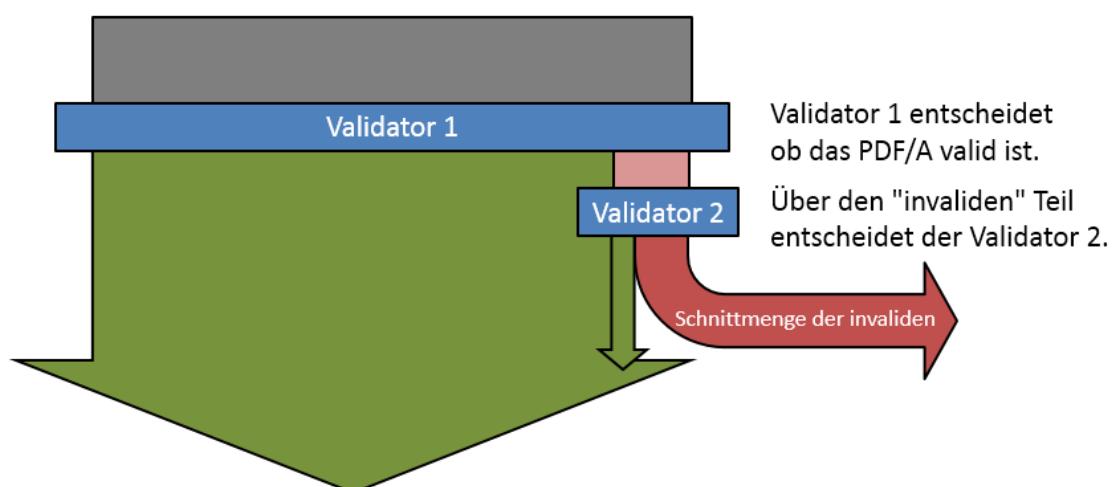 Validator 1
Validator 1 entscheidet
ob das PDF/A valid ist.
Validator 2
Über den "invaliden" Teil
entscheidet der Validator 2.
Schnittmenge der invaliden